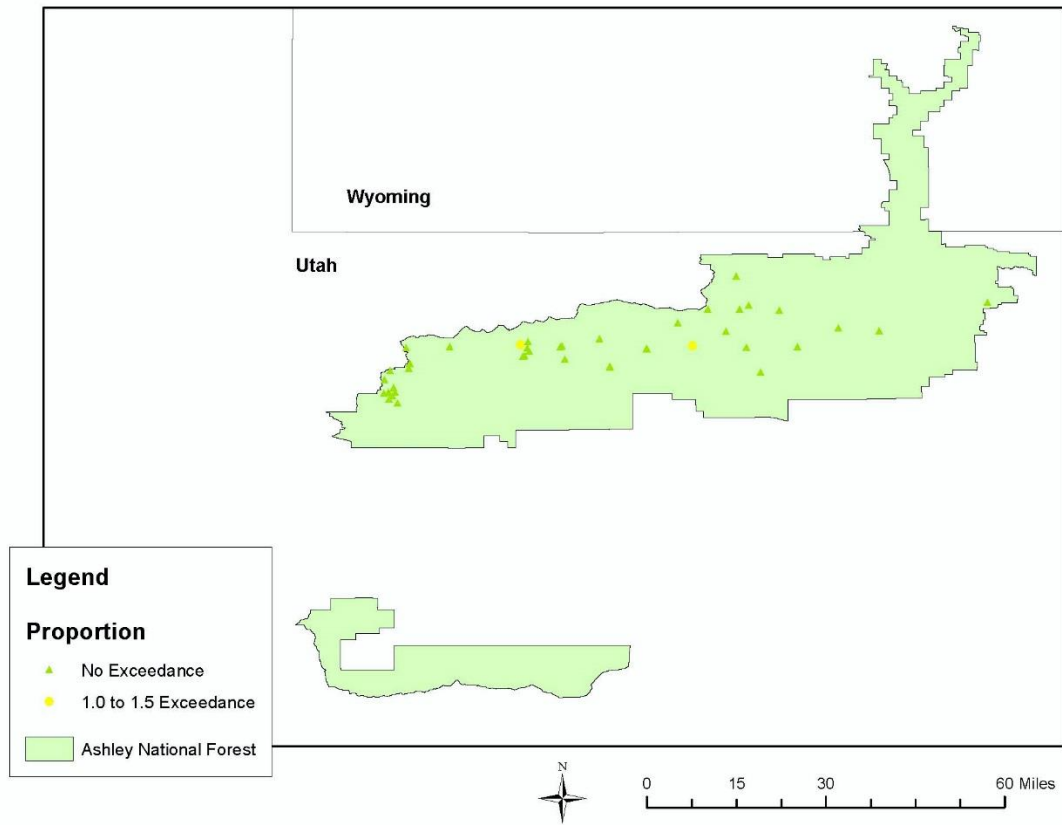 Wyoming
Utah
Legend
Proportion
No Exceedance
1.0 to 1.5 Exceedance
Ashley National Forest
N
0 15 30 60 Miles